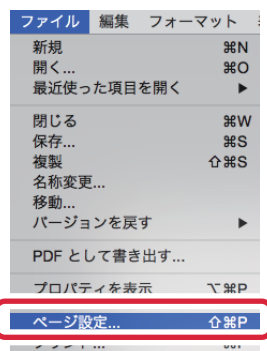 ファイル 編集 フォーマット
新規 ⌘N
開く... ⌘O
最近使った項目を開く ▶
閉じる ⌘W
保存... ⌘S
複製 ⇧⌘S
名称変更...
移動...
バージョンを戻す ▶
PDF として書き出す...
プロパティを表示 ⌥⌘P
ページ設定... ⇧⌘P